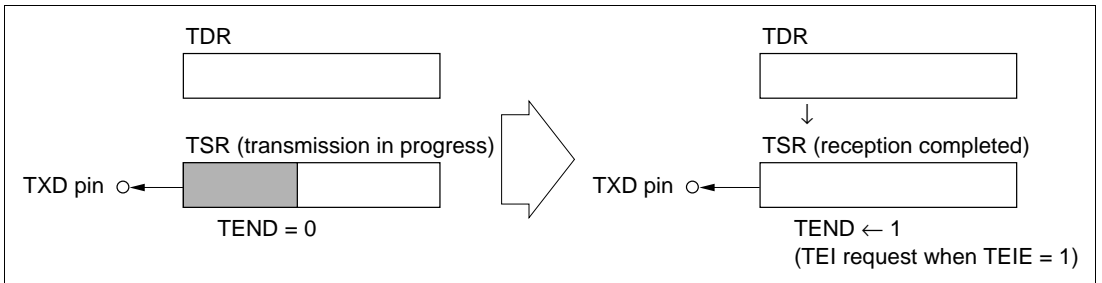 TDR
TSR (transmission in progress)
TXD pin
TEND = 0
TDR
↓
TSR (reception completed)
TXD pin
TEND ← 1
(TEI request when TEIE = 1)